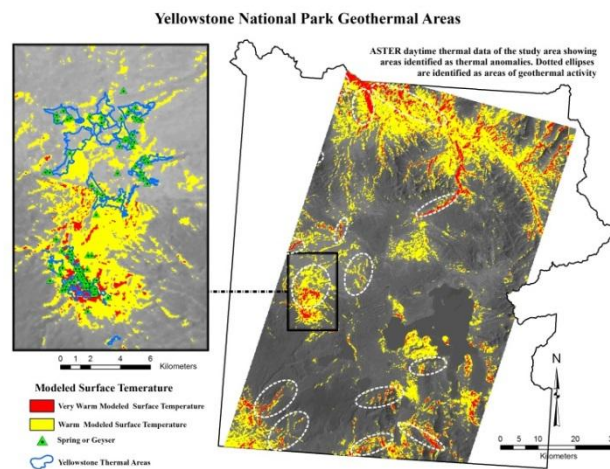 Yellowstone National Park Geothermal Areas
ASTER daytime thermal data of the study area showing
areas identified as thermal anomalies. Dotted ellipses
are identified as areas of geothermal activity
0 1 2 4 6
Kilometers
Modeled Surface Temerature
Very Warm Modeled Surface Temperature
Warm Modeled Surface Temperature
Spring or Geyser
Yellowstone Thermal Areas
N
0 5 10 20 30
Kilometers